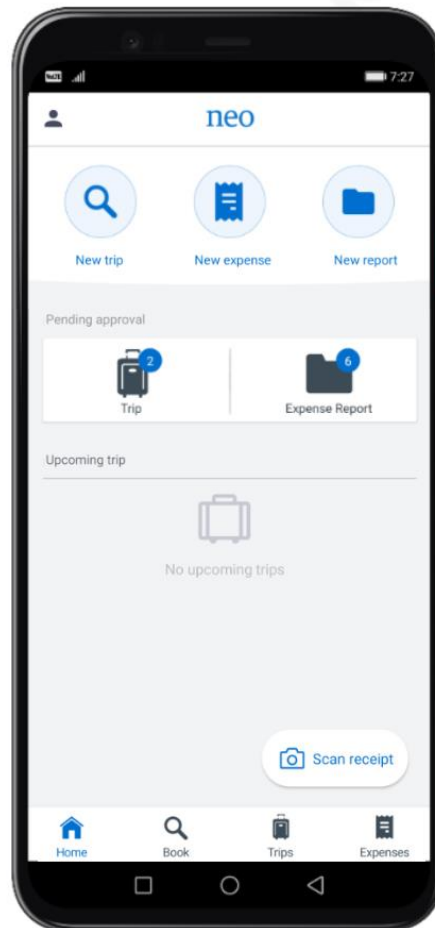 VoLTE 7:27
neo
New trip New expense New report
Pending approval
2 6
Trip Expense Report
Upcoming trip
No upcoming trips
Scan receipt
Home Book Trips Expenses